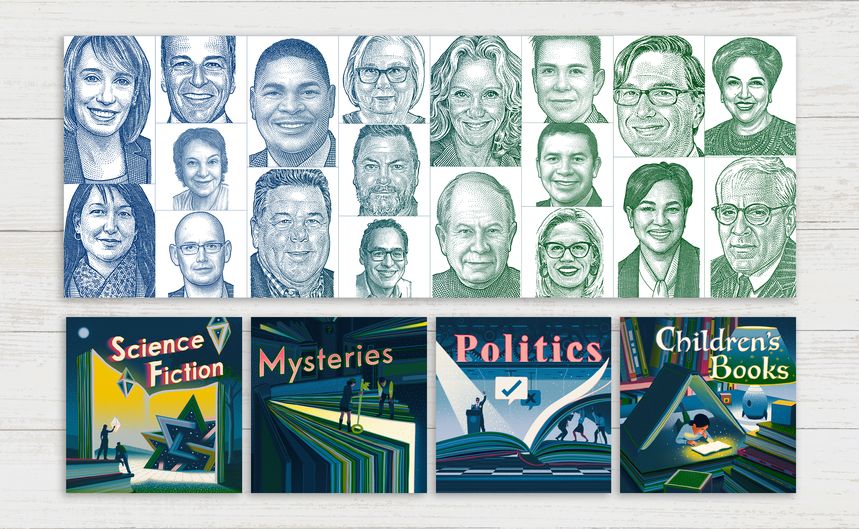 Science
Fiction
Mysteries
Politics
Children's
Books